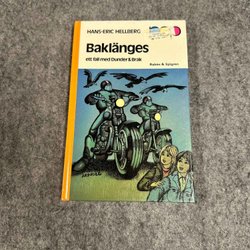 HANS-ERIC HELLBERG
Baklänges
ett fall med Dunder & Brak
Rabén & Sjögren